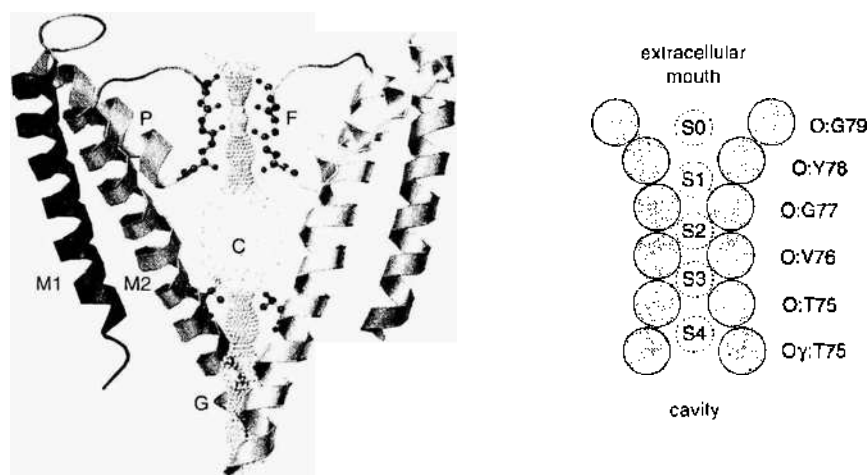 P
F
C
M1
M2
G
extracellular
mouth
S0
O:G79
O:Y78
S1
O:G77
S2
O:V76
S3
O:T75
S4
Oγ:T75
cavity